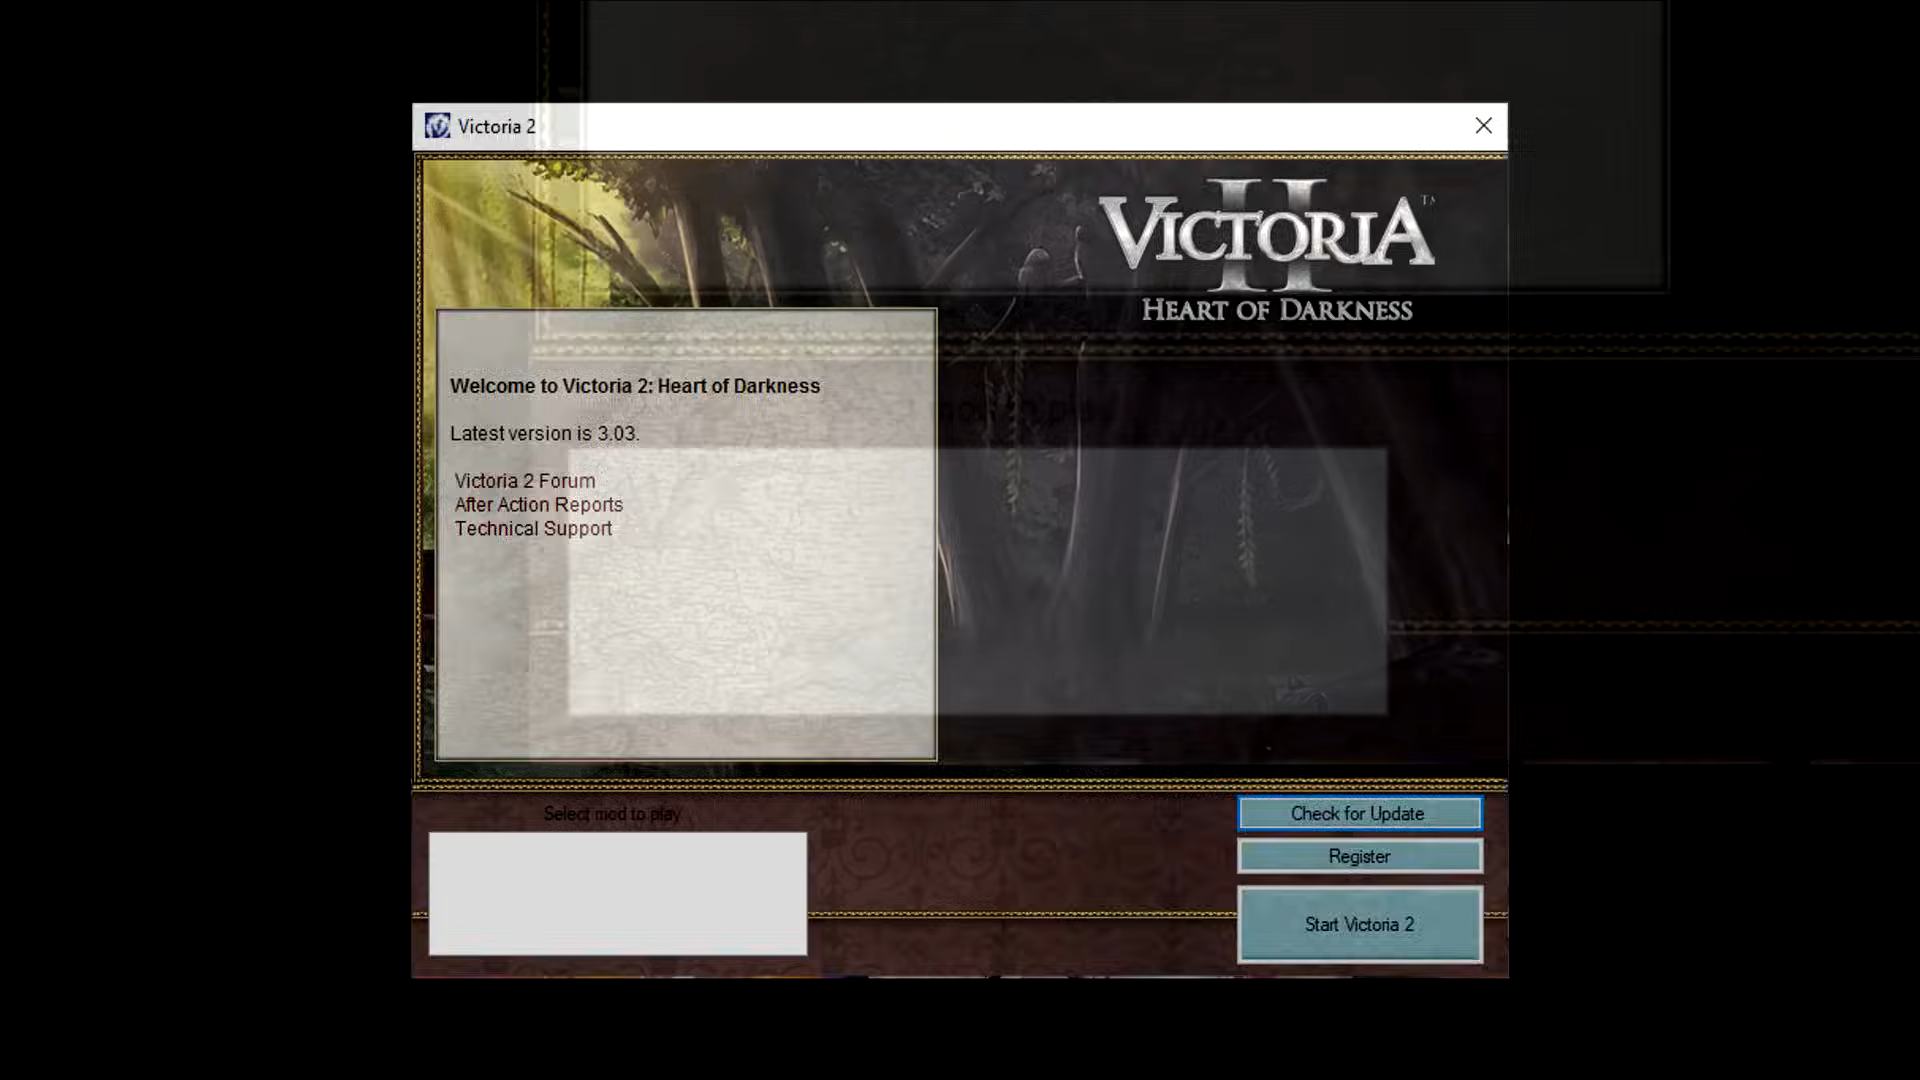 Victoria 2
VICTORIA II
TM
HEART OF DARKNESS
Welcome to Victoria 2: Heart of Darkness
Latest version is 3.03.
Victoria 2 Forum
After Action Reports
Technical Support
Select mod to play
Check for Update
Register
Start Victoria 2